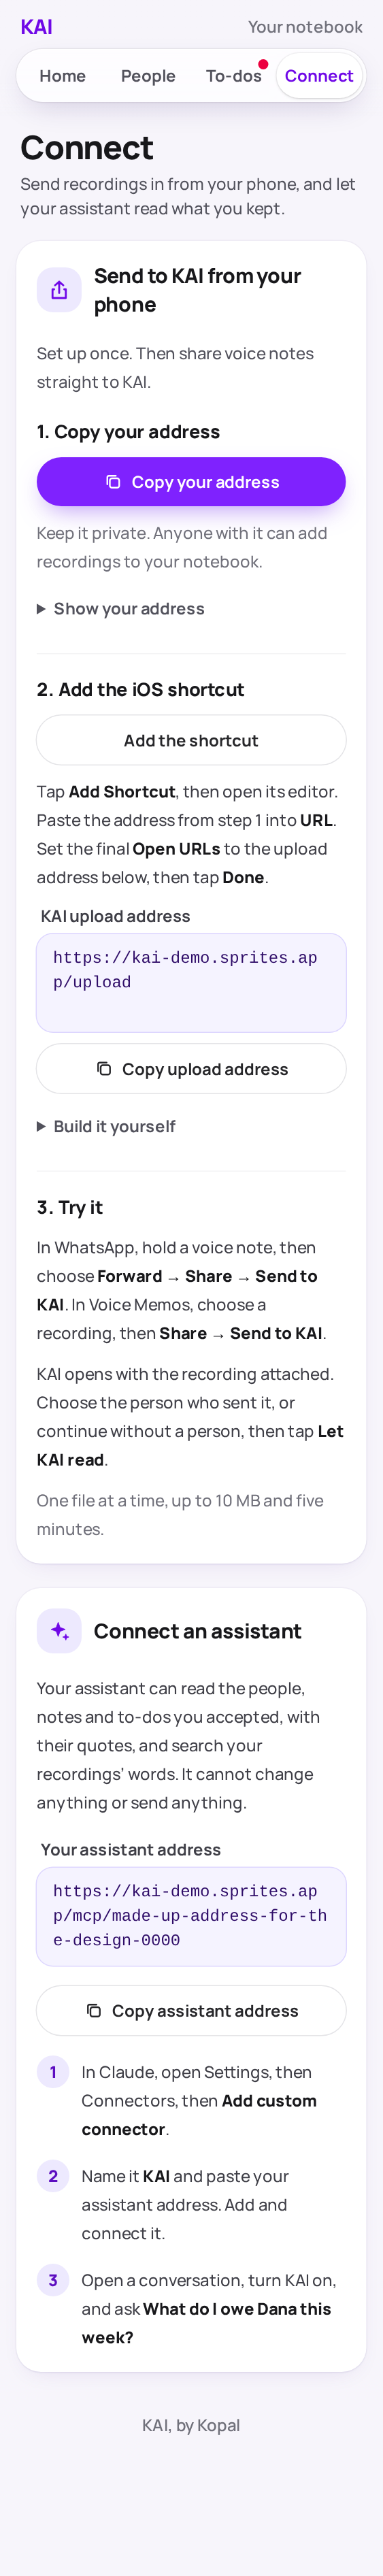 KAI
Your notebook
Home
People
To-dos
Connect
Connect
Send recordings in from your phone, and let
your assistant read what you kept.
Send to KAI from your
phone
Set up once. Then share voice notes
straight to KAI.
1. Copy your address
Copy your address
Keep it private. Anyone with it can add
recordings to your notebook.
Show your address
2. Add the iOS shortcut
Add the shortcut
Tap Add Shortcut, then open its editor.
Paste the address from step 1 into URL.
Set the final Open URLs to the upload
address below, then tap Done.
KAI upload address
https://kai-demo.sprites.ap
p/upload
Copy upload address
Build it yourself
3. Try it
In WhatsApp, hold a voice note, then
choose Forward → Share → Send to
KAI. In Voice Memos, choose a
recording, then Share → Send to KAI.
KAI opens with the recording attached.
Choose the person who sent it, or
continue without a person, then tap Let
KAI read.
One file at a time, up to 10 MB and five
minutes.
Connect an assistant
Your assistant can read the people,
notes and to-dos you accepted, with
their quotes, and search your
recordings’ words. It cannot change
anything or send anything.
Your assistant address
https://kai-demo.sprites.ap
p/mcp/made-up-address-for-th
e-design-0000
Copy assistant address
1
In Claude, open Settings, then
Connectors, then Add custom
connector.
2
Name it KAI and paste your
assistant address. Add and
connect it.
3
Open a conversation, turn KAI on,
and ask What do I owe Dana this
week?
KAI, by Kopal